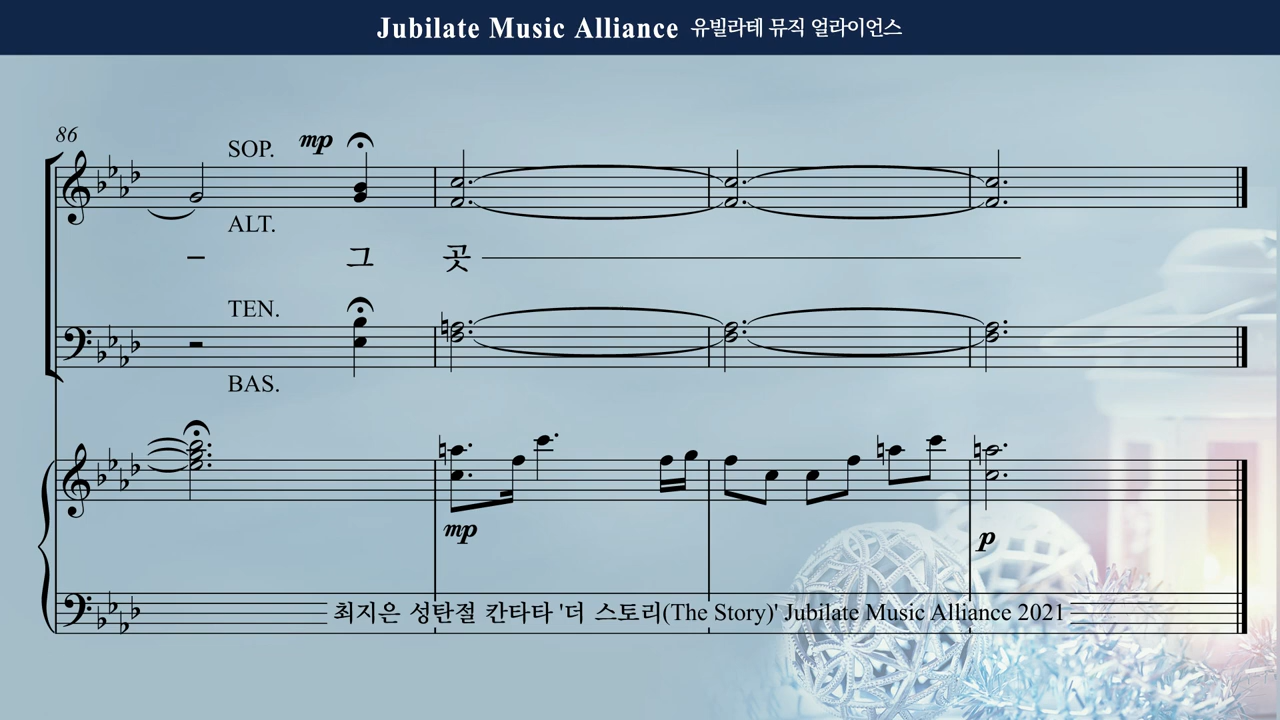 Jubilate Music Alliance 유빌라테 뮤직 얼라이언스
86
SOP. mp
ALT.
– 그 곳
TEN.
BAS.
mp
p
최지은 성탄절 칸타타 '더 스토리(The Story)' Jubilate Music Alliance 2021